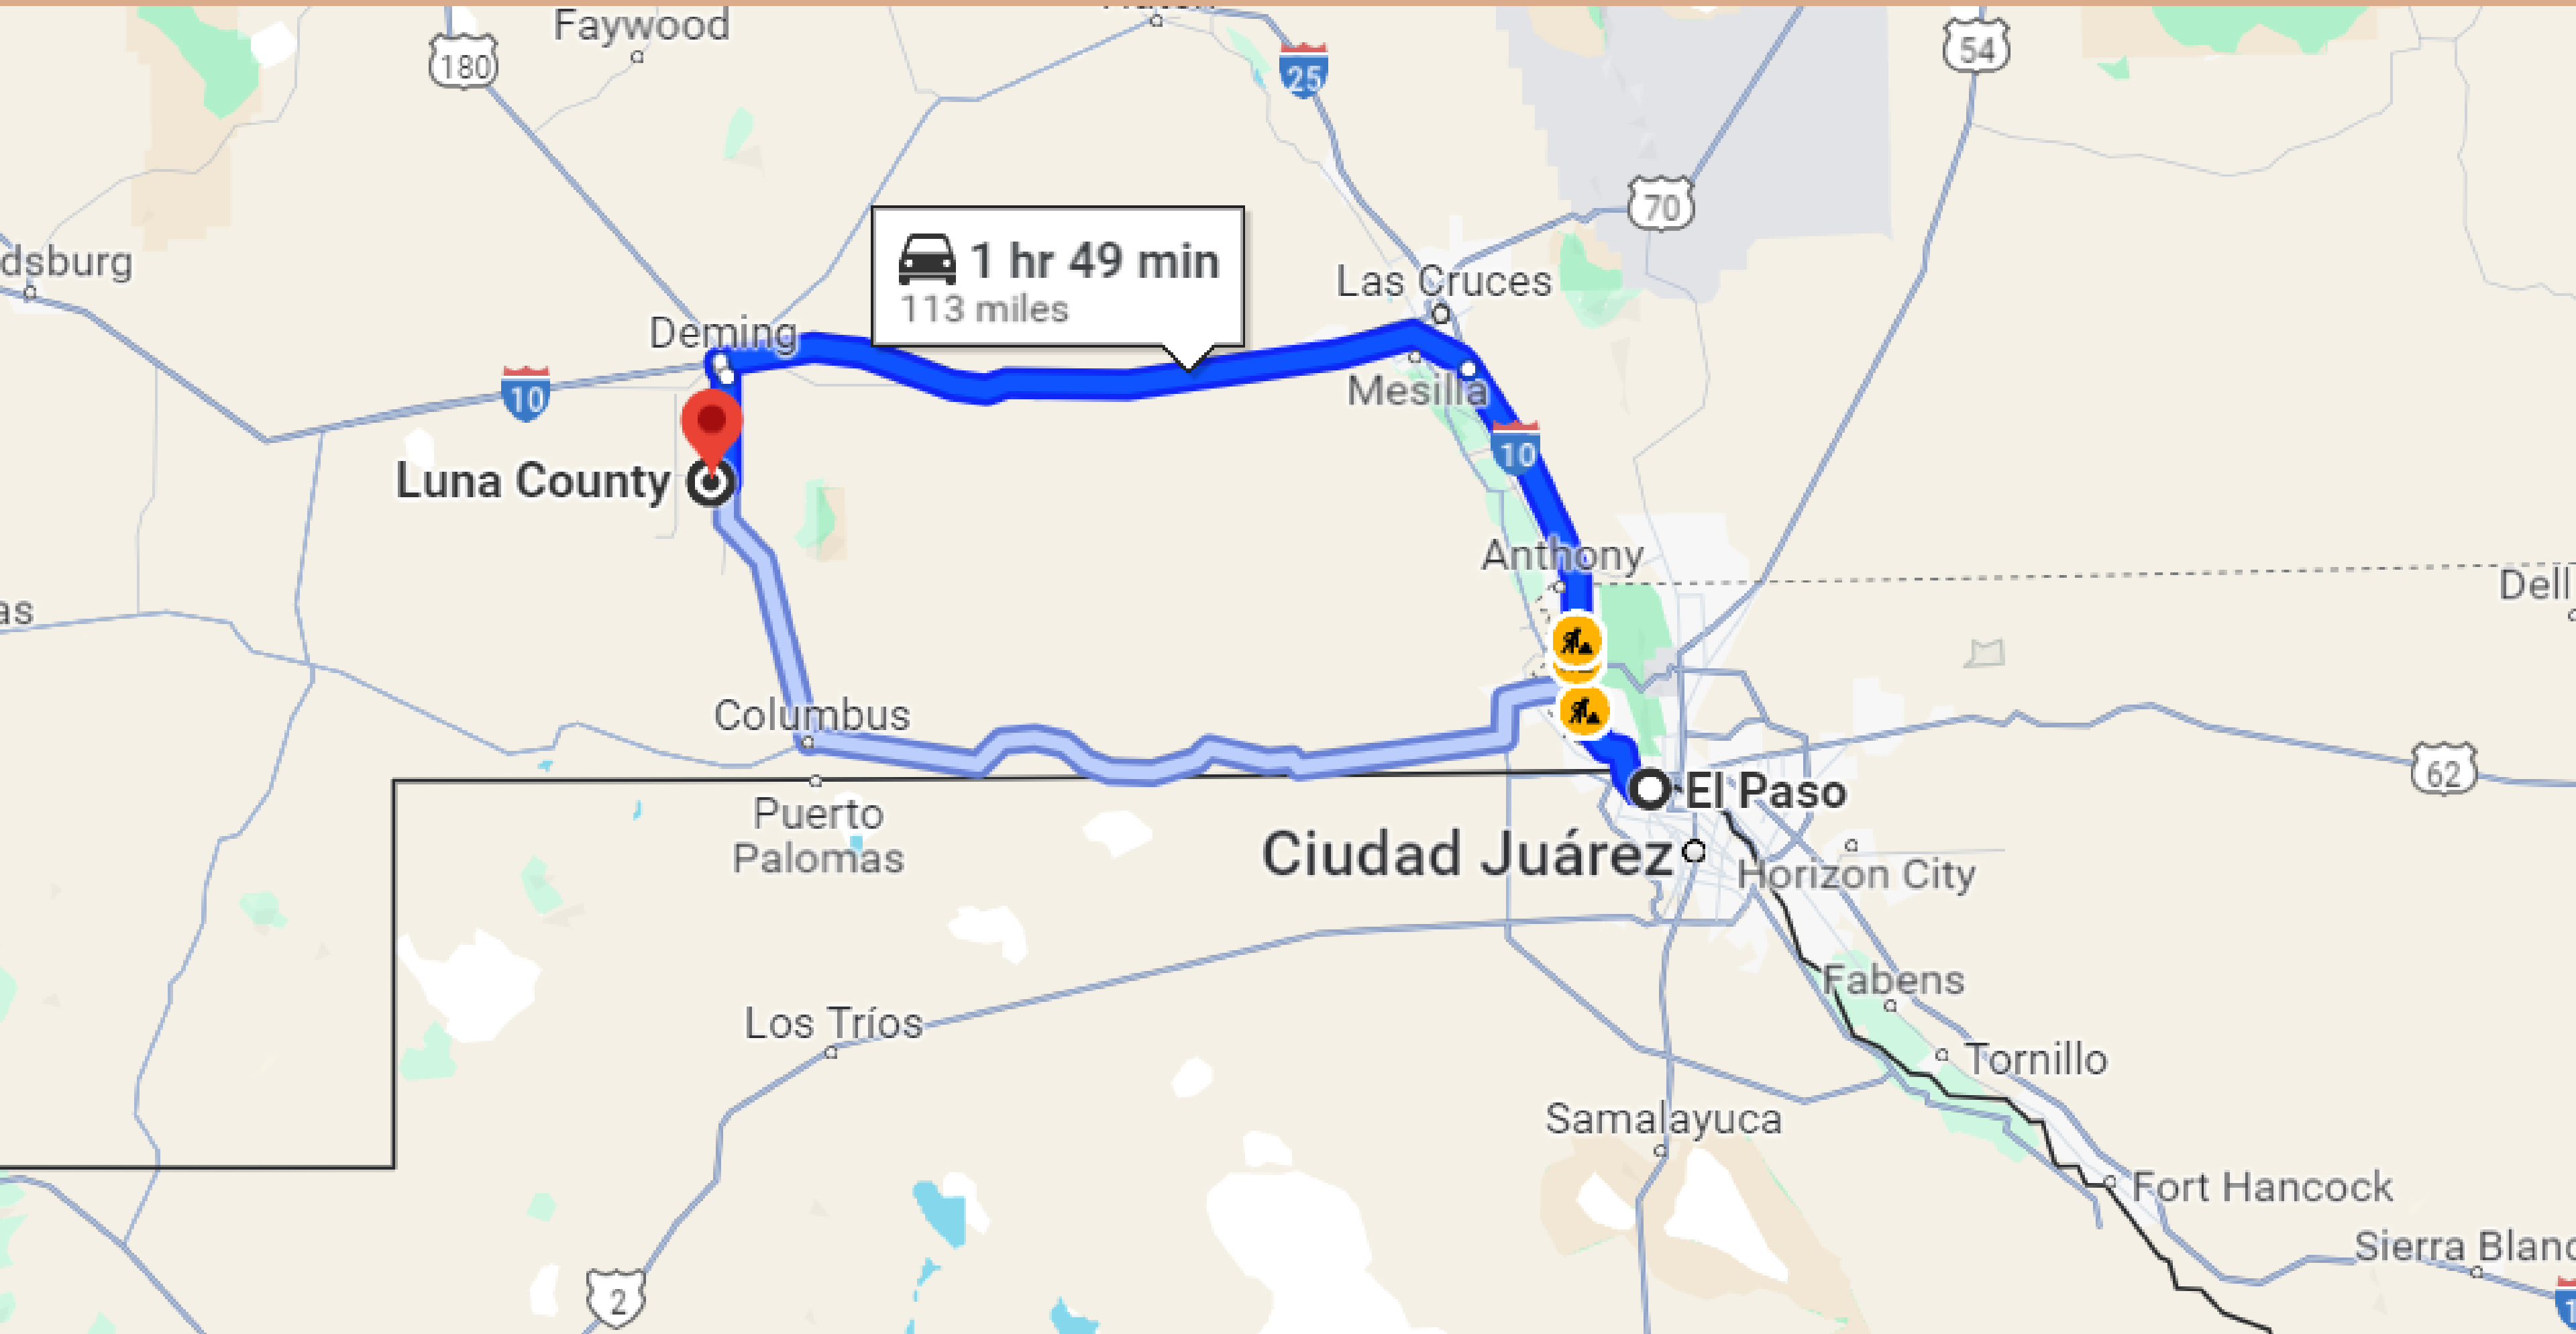 Faywood
180
25
54
70
dsburg
1 hr 49 min
113 miles
Las Cruces
Deming
10
Mesilla
10
Luna County
Anthony
Dell
as
Columbus
62
El Paso
Puerto
Palomas
Ciudad Juárez
Horizon City
Fabens
Los Tríos
Tornillo
Samalayuca
Fort Hancock
Sierra Blanc
2
1